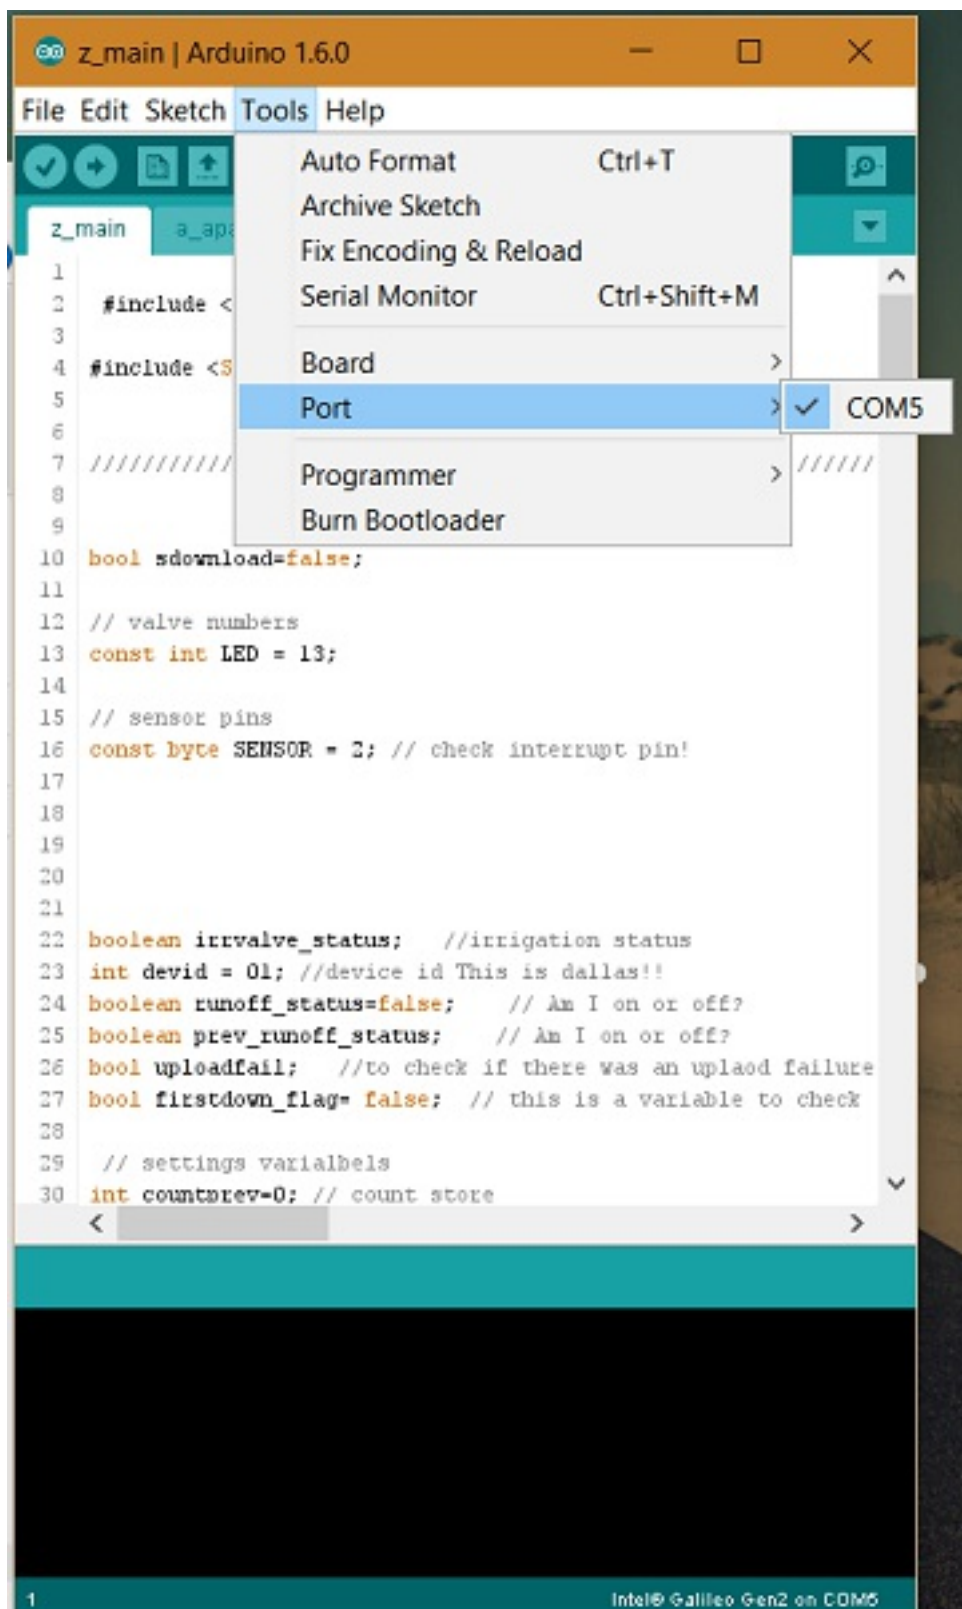 z_main | Arduino 1.6.0
File Edit Sketch Tools Help
Auto Format Ctrl+T
Archive Sketch
Fix Encoding & Reload
Serial Monitor Ctrl+Shift+M
Board
Port
COM5
Programmer
Burn Bootloader
z_main a_apa
1
2 #include <
3
4 #include <S
5
6
7 /////////// //////
8
9
10 bool sdownload=false;
11
12 // valve numbers
13 const int LED = 13;
14
15 // sensor pins
16 const byte SENSOR = 2; // check interrupt pin!
17
18
19
20
21
22 boolean irrvalve_status; //irrigation status
23 int devid = 01; //device id This is dallas!!
24 boolean runoff_status=false; // Am I on or off?
25 boolean prev_runoff_status; // Am I on or off?
26 bool uploadfail; //to check if there was an uplaod failure
27 bool firstdown_flag= false; // this is a variable to check
28
29 // settings varialbels
30 int countprev=0; // count store
1 Intel® Galileo Gen2 on COM5